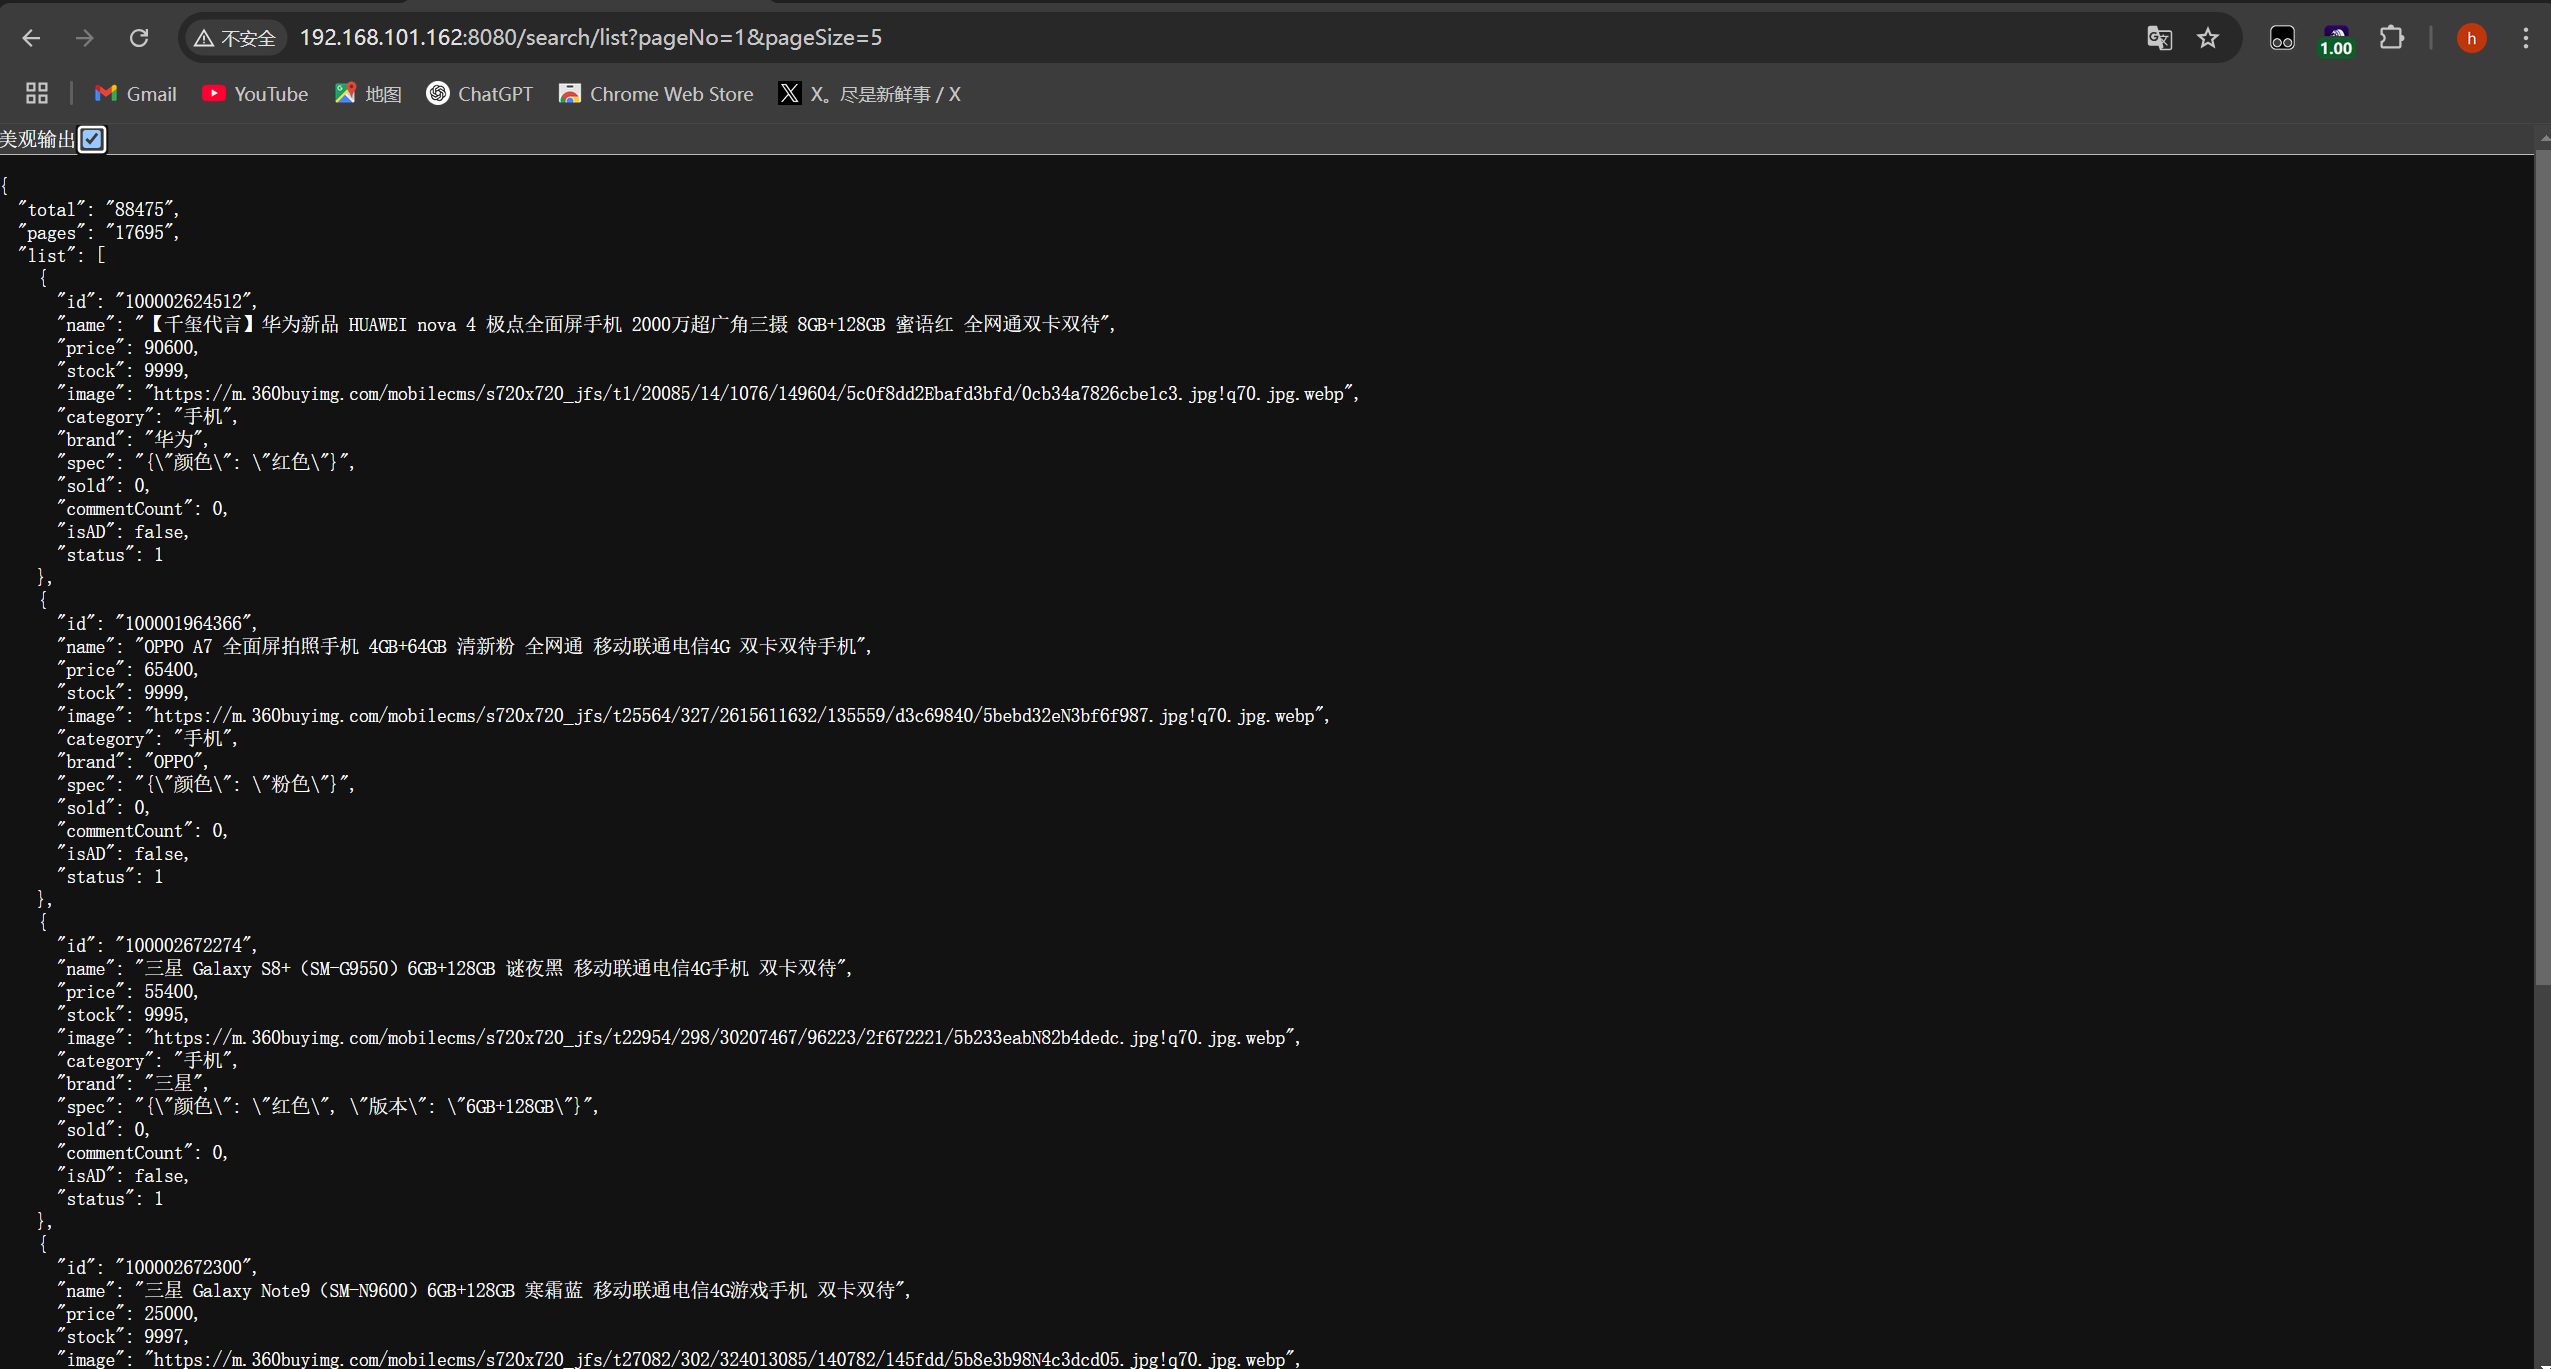 不安全 192.168.101.162:8080/search/list?pageNo=1&pageSize=5 1.00 h
Gmail YouTube 地图 ChatGPT Chrome Web Store X。尽是新鲜事 / X
美观输出
{
"total": "88475",
"pages": "17695",
"list": [
{
"id": "100002624512",
"name": "【千玺代言】华为新品 HUAWEI nova 4 极点全面屏手机 2000万超广角三摄 8GB+128GB 蜜语红 全网通双卡双待",
"price": 90600,
"stock": 9999,
"image": "https://m.360buyimg.com/mobilecms/s720x720_jfs/t1/20085/14/1076/149604/5c0f8dd2Ebafd3bfd/0cb34a7826cbe1c3.jpg!q70.jpg.webp",
"category": "手机",
"brand": "华为",
"spec": "{\"颜色\": \"红色\"}",
"sold": 0,
"commentCount": 0,
"isAD": false,
"status": 1
},
{
"id": "100001964366",
"name": "OPPO A7 全面屏拍照手机 4GB+64GB 清新粉 全网通 移动联通电信4G 双卡双待手机",
"price": 65400,
"stock": 9999,
"image": "https://m.360buyimg.com/mobilecms/s720x720_jfs/t25564/327/2615611632/135559/d3c69840/5bebd32eN3bf6f987.jpg!q70.jpg.webp",
"category": "手机",
"brand": "OPPO",
"spec": "{\"颜色\": \"粉色\"}",
"sold": 0,
"commentCount": 0,
"isAD": false,
"status": 1
},
{
"id": "100002672274",
"name": "三星 Galaxy S8+（SM-G9550）6GB+128GB 谜夜黑 移动联通电信4G手机 双卡双待",
"price": 55400,
"stock": 9995,
"image": "https://m.360buyimg.com/mobilecms/s720x720_jfs/t22954/298/30207467/96223/2f672221/5b233eabN82b4dedc.jpg!q70.jpg.webp",
"category": "手机",
"brand": "三星",
"spec": "{\"颜色\": \"红色\", \"版本\": \"6GB+128GB\"}",
"sold": 0,
"commentCount": 0,
"isAD": false,
"status": 1
},
{
"id": "100002672300",
"name": "三星 Galaxy Note9（SM-N9600）6GB+128GB 寒霜蓝 移动联通电信4G游戏手机 双卡双待",
"price": 25000,
"stock": 9997,
"image": "https://m.360buyimg.com/mobilecms/s720x720_jfs/t27082/302/324013085/140782/145fdd/5b8e3b98N4c3dcd05.jpg!q70.jpg.webp",